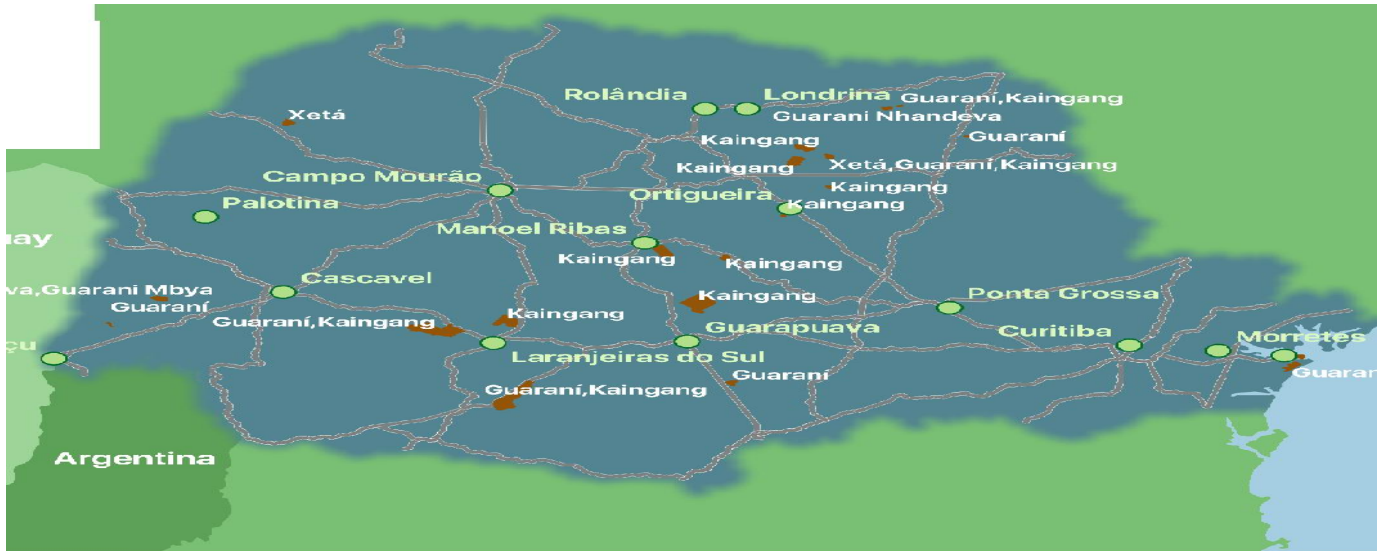 Rolândia
Londrina
Guaraní,Kaingang
Xetá
Guarani Nhandeva
Guaraní
Kaingang
Kaingang
Xetá,Guaraní,Kaingang
Campo Mourão
Ortigueira
Kaingang
Kaingang
Palotina
Manoel Ribas
Kaingang
Kaingang
Cascavel
Guarani Mbya
Guaraní
Kaingang
Ponta Grossa
Guaraní,Kaingang
Kaingang
Guarapuava
Curitiba
Morretes
Laranjeiras do Sul
Guaraní
Guaraní,Kaingang
Argentina